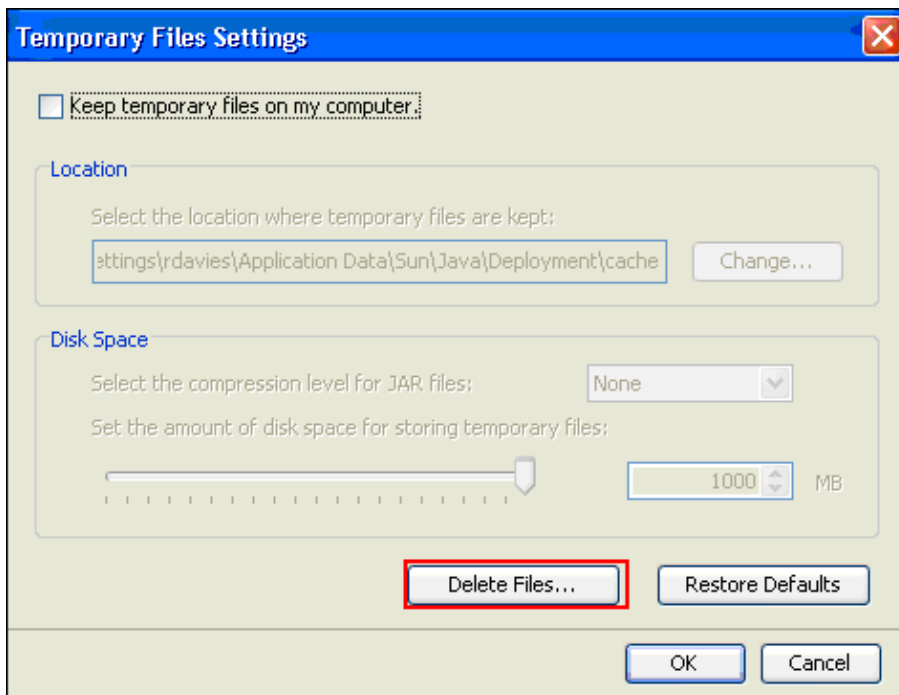 Temporary Files Settings
Keep temporary files on my computer.
Location
Select the location where temporary files are kept:
ettings\rdavies\Application Data\Sun\Java\Deployment\cache
Change...
Disk Space
Select the compression level for JAR files:
None
Set the amount of disk space for storing temporary files:
1000
MB
Delete Files...
Restore Defaults
OK
Cancel